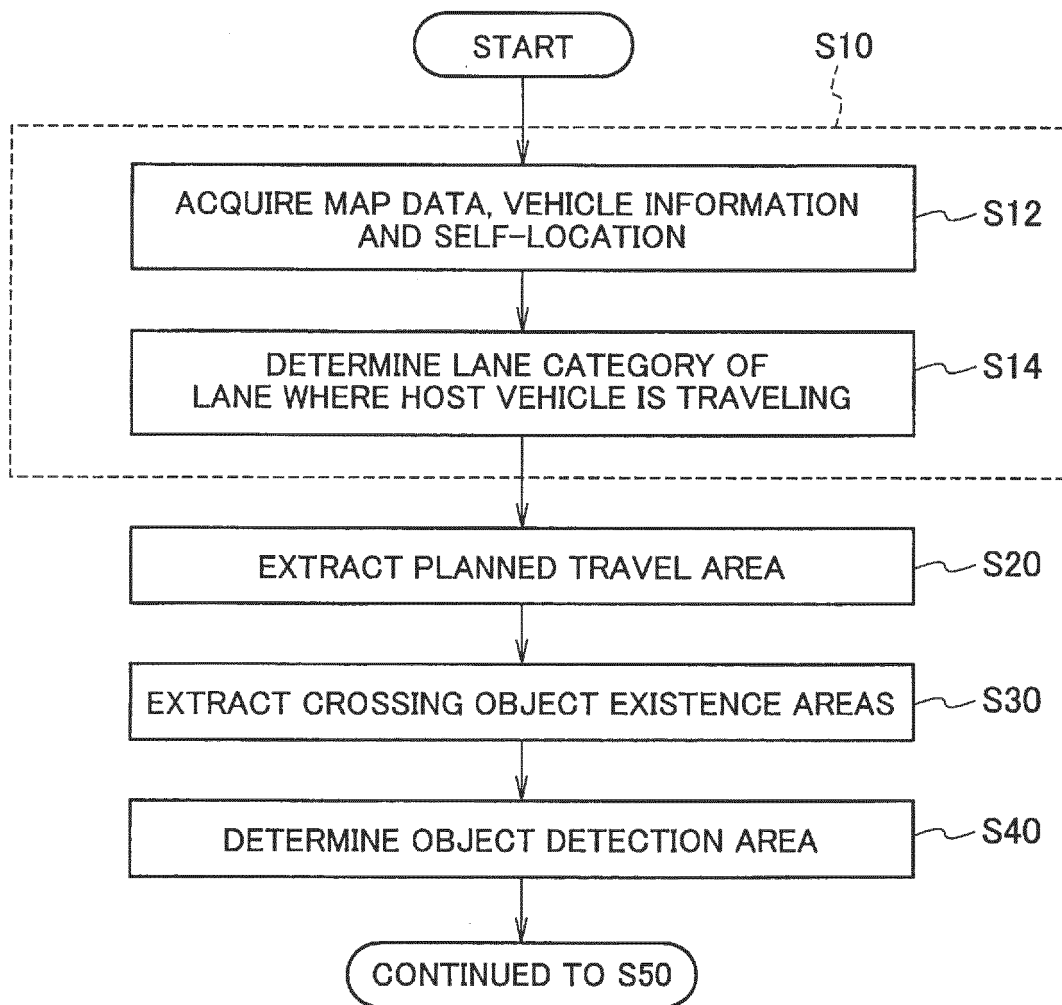 START
S10
ACQUIRE MAP DATA, VEHICLE INFORMATION
AND SELF-LOCATION
S12
DETERMINE LANE CATEGORY OF
LANE WHERE HOST VEHICLE IS TRAVELING
S14
EXTRACT PLANNED TRAVEL AREA
S20
EXTRACT CROSSING OBJECT EXISTENCE AREAS
S30
DETERMINE OBJECT DETECTION AREA
S40
CONTINUED TO S50